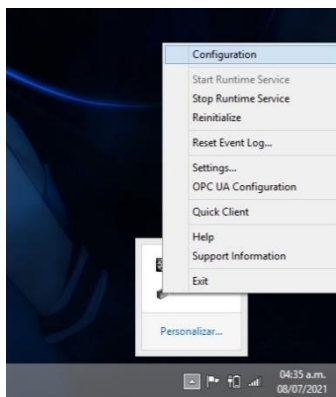 Configuration
Start Runtime Service
Stop Runtime Service
Reinitialize
Reset Event Log...
Settings...
OPC UA Configuration
Quick Client
Help
Support Information
Exit
Personalizar...
04:35 a.m.
08/07/2021